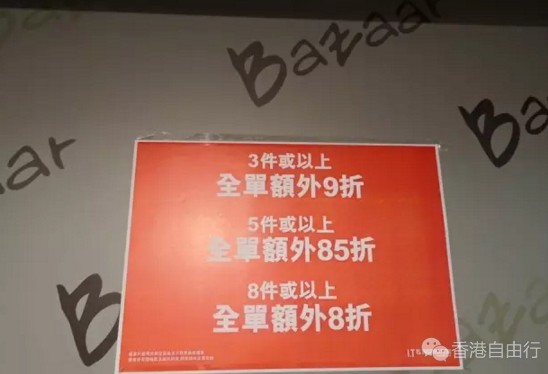 Bazaar
Bazaar
3件或以上
全單額外9折
5件或以上
全單額外85折
8件或以上
全單額外8折
香港自由行